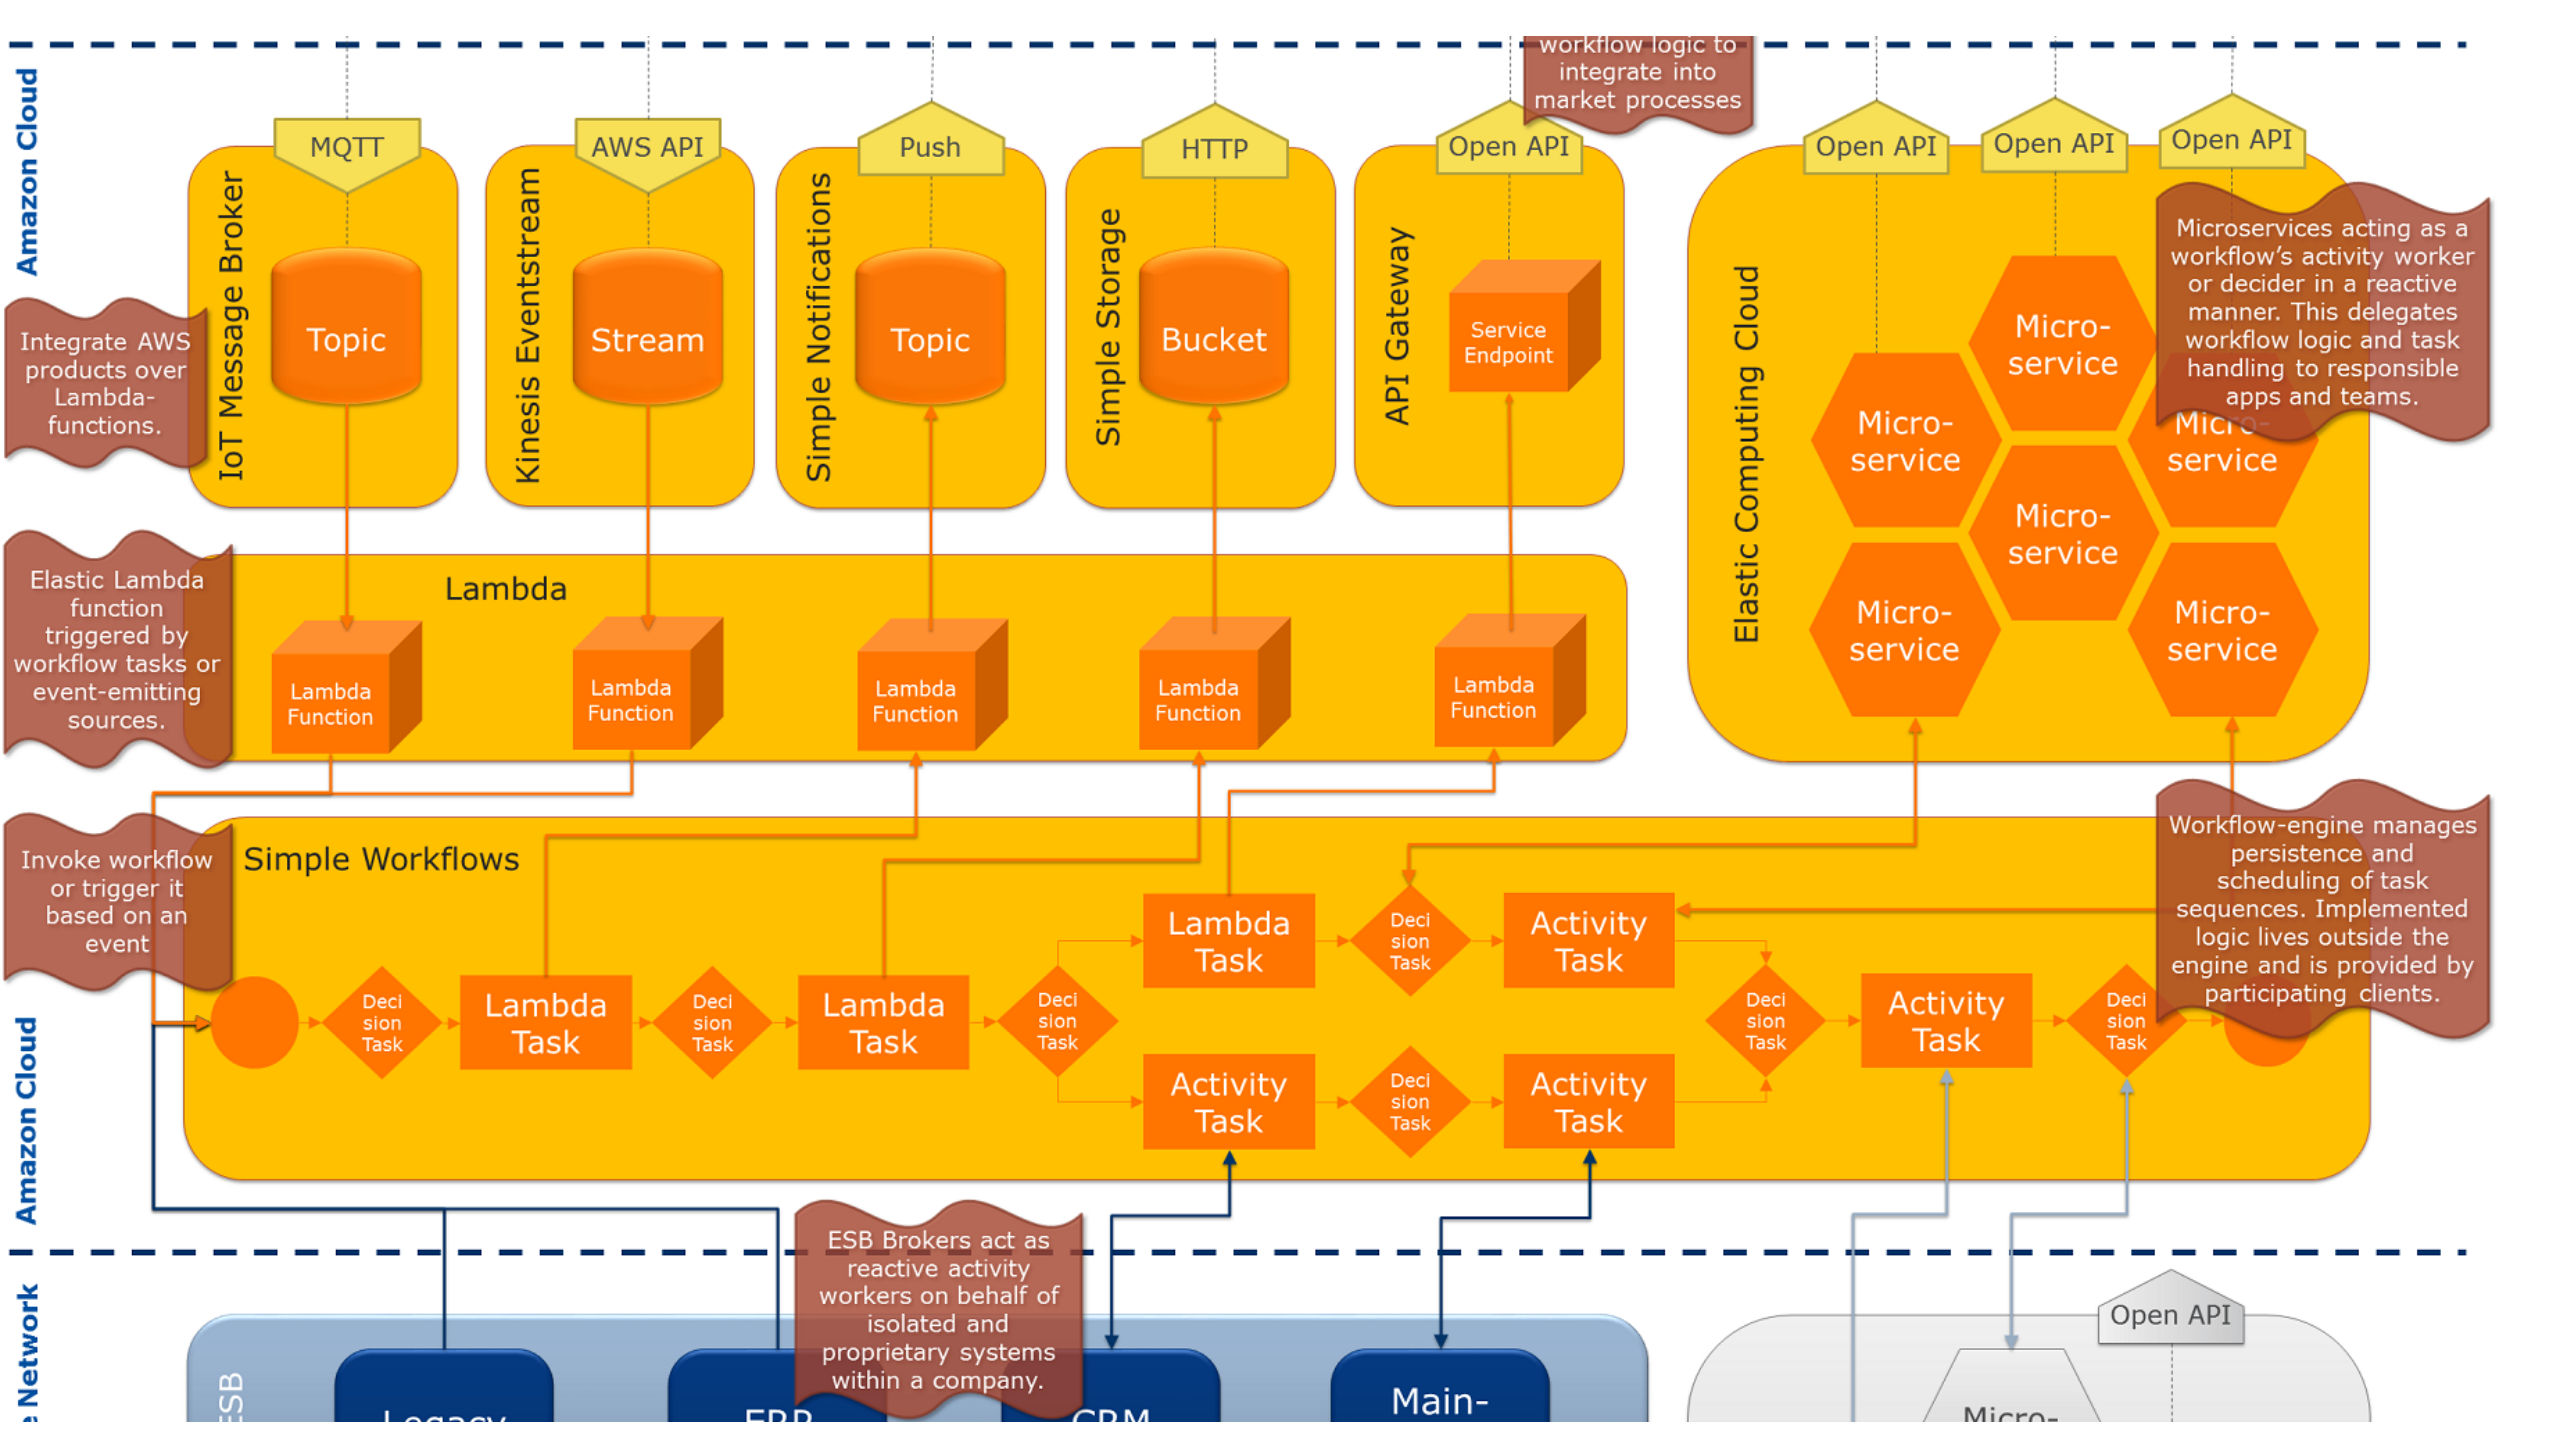 workflow logic to
integrate into
market processes
Amazon Cloud
MQTT
AWS API
Push
HTTP
Open API
Open API
Open API
Open API
IoT Message Broker
Topic
Kinesis Eventstream
Stream
Simple Notifications
Topic
Simple Storage
Bucket
API Gateway
Service
Endpoint
Elastic Computing Cloud
Micro-
service
Micro-
service
Micro-
service
Micro-
service
Micro-
service
Micro-
service
Microservices acting as a
workflow's activity worker
or decider in a reactive
manner. This delegates
workflow logic and task
handling to responsible
apps and teams.
Integrate AWS
products over
Lambda-
functions.
Elastic Lambda
function
triggered by
workflow tasks or
event-emitting
sources.
Lambda
Lambda
Function
Lambda
Function
Lambda
Function
Lambda
Function
Lambda
Function
Invoke workflow
or trigger it
based on an
event
Simple Workflows
Workflow-engine manages
persistence and
scheduling of task
sequences. Implemented
logic lives outside the
engine and is provided by
participating clients.
Deci
sion
Task
Lambda
Task
Deci
sion
Task
Lambda
Task
Deci
sion
Task
Lambda
Task
Deci
sion
Task
Activity
Task
Activity
Task
Deci
sion
Task
Activity
Task
Deci
sion
Task
Activity
Task
Deci
sion
Task
Amazon Cloud
ESB Brokers act as
reactive activity
workers on behalf of
isolated and
proprietary systems
within a company.
Network
ESB
Legacy
ERP
CRM
Main-
Open API
Micro-